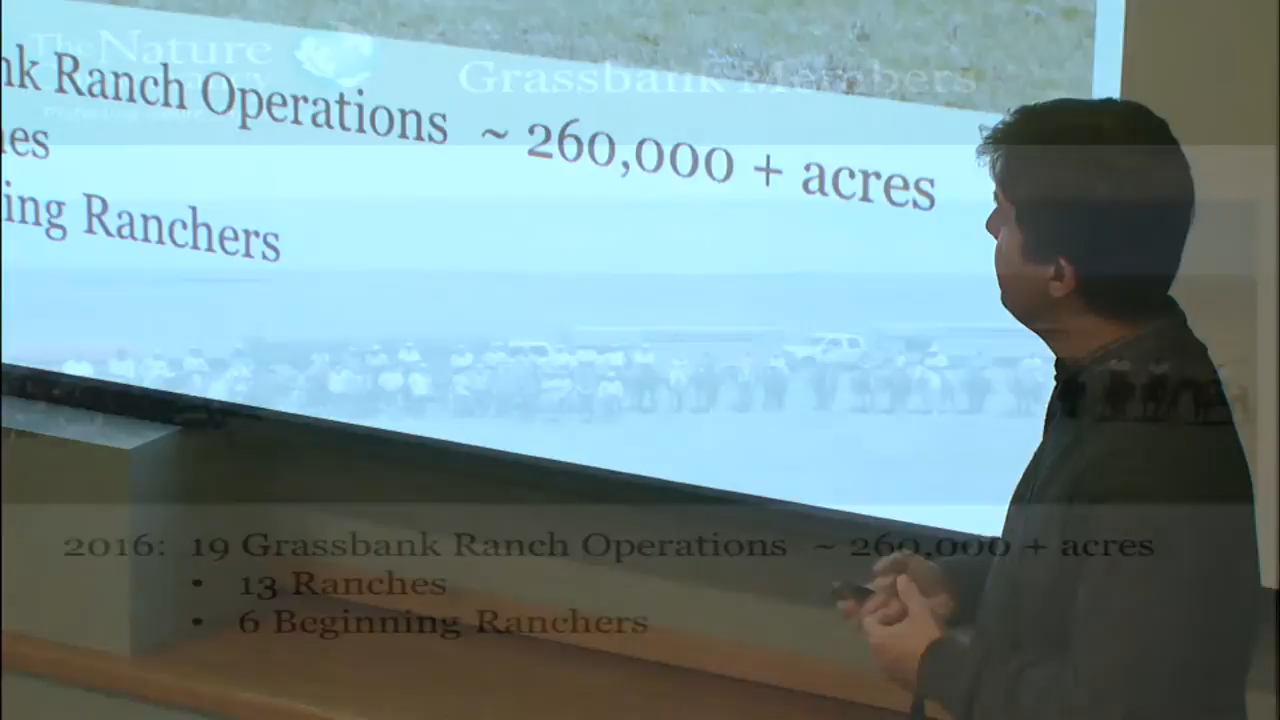 The Nature
Grassbank Members
nk Ranch Operations ~ 260,000 + acres
es
ing Ranchers
2016: 19 Grassbank Ranch Operations ~ 260,000 + acres
• 13 Ranches
• 6 Beginning Ranchers